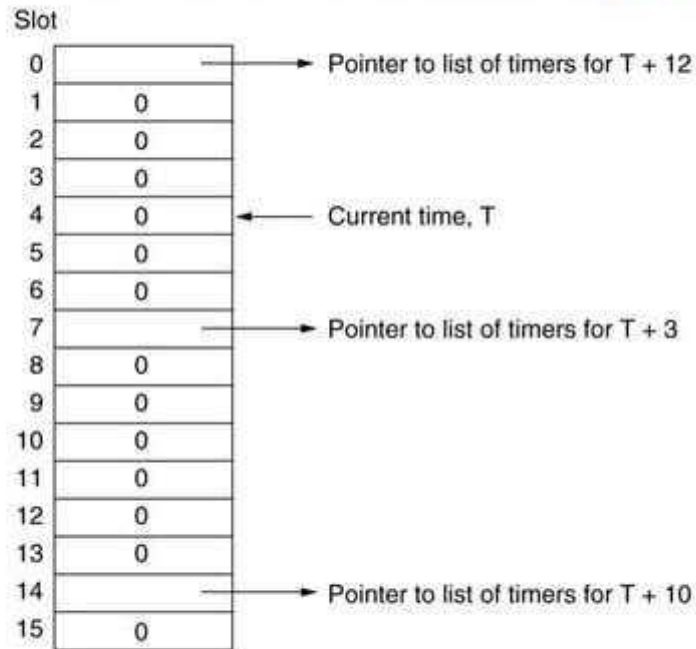 Slot
0 Pointer to list of timers for T + 12
1 0
2 0
3 0
4 0 Current time, T
5 0
6 0
7 Pointer to list of timers for T + 3
8 0
9 0
10 0
11 0
12 0
13 0
14 Pointer to list of timers for T + 10
15 0